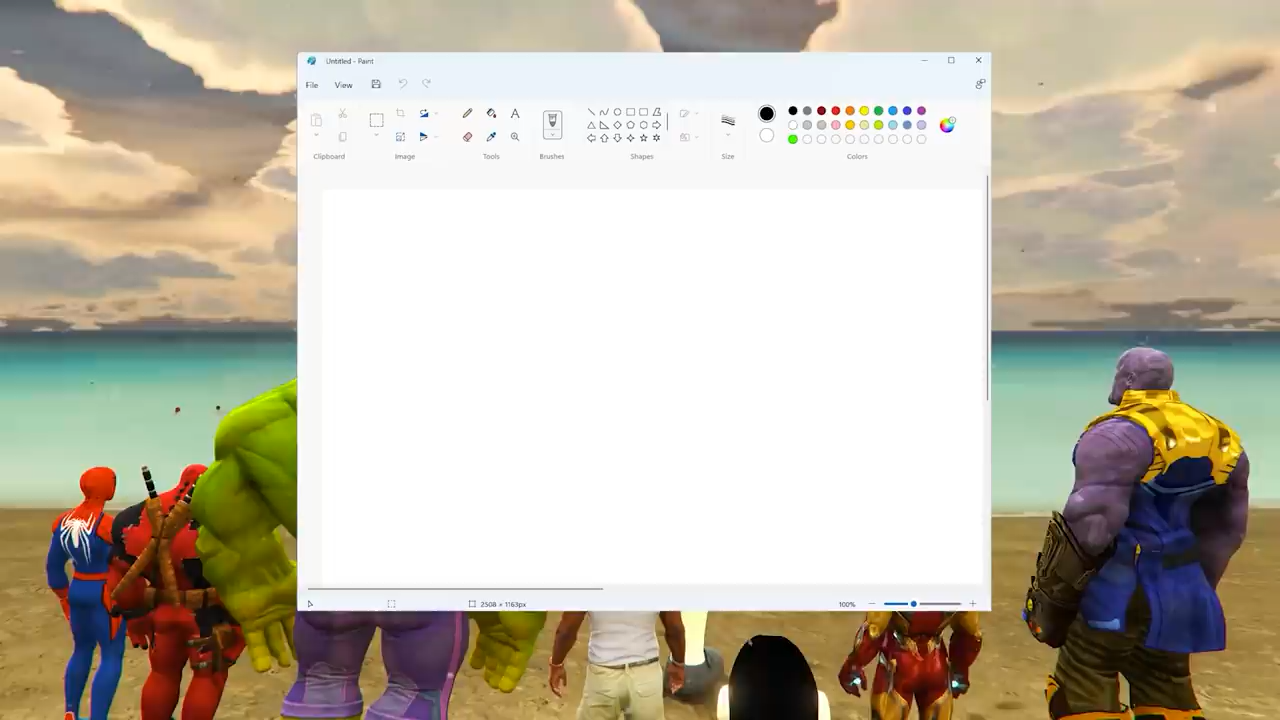 Untitled - Paint
File View
A
Clipboard Image Tools Brushes Shapes Size Colors
2508 × 1163px 100%